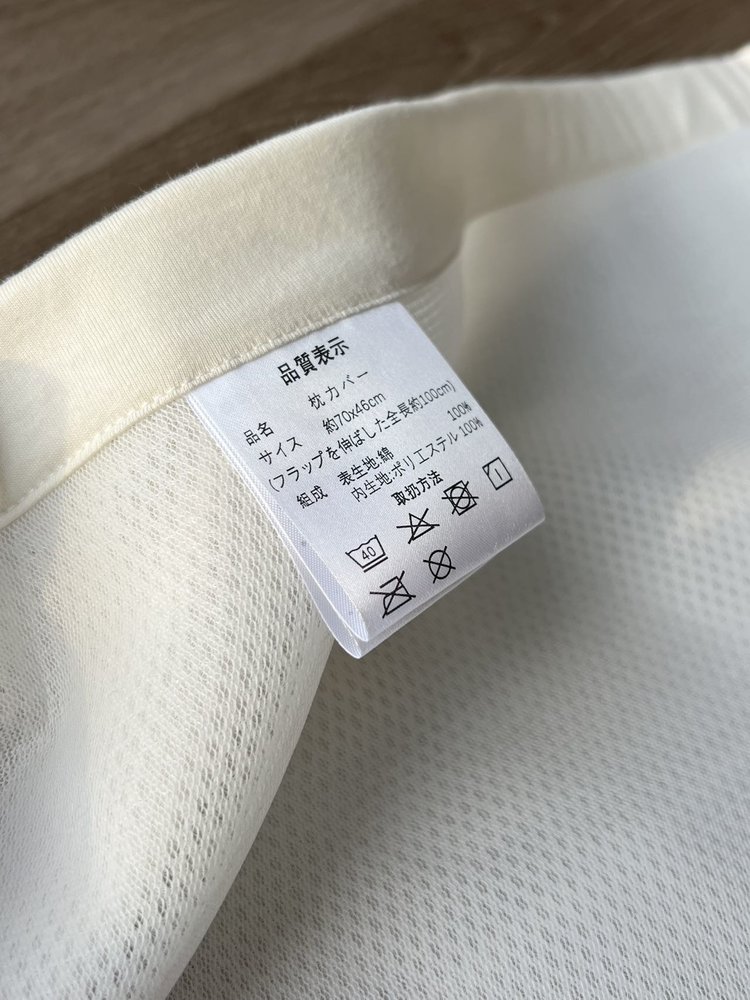 品質表示
品名 枕カバー
サイズ 約70x46cm
(フラップを伸ばした全長約100cm)
組成 表生地:綿 100%
内生地:ポリエステル 100%
取扔方法
40
1